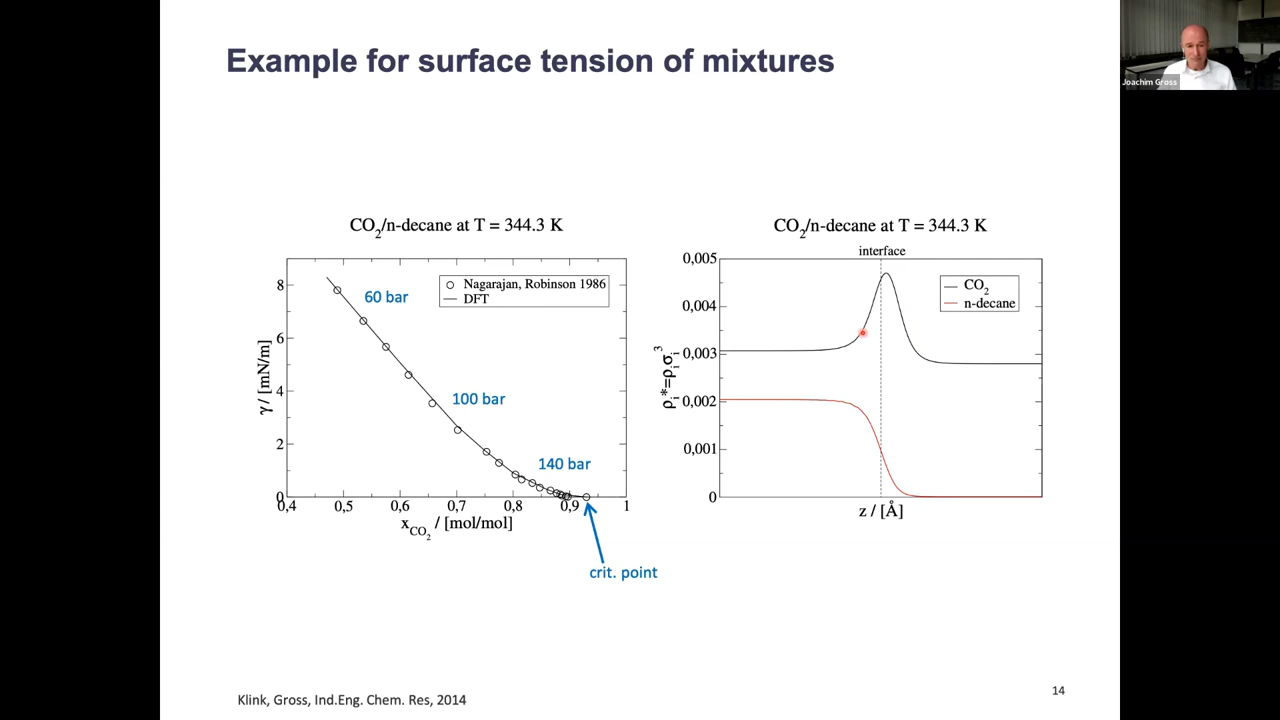 Example for surface tension of mixtures
Joachim Gross
CO2/n-decane at T = 344.3 K
Nagarajan, Robinson 1986
DFT
60 bar
100 bar
140 bar
8
6
4
2
0
γ / [mN/m]
0,4 0,5 0,6 0,7 0,8 0,9 1
xCO2 / [mol/mol]
crit. point
CO2/n-decane at T = 344.3 K
interface
CO2
n-decane
0,005
0,004
0,003
0,002
0,001
0
ρi*=ρiσi3
z / [Å]
Klink, Gross, Ind.Eng. Chem. Res, 2014
14